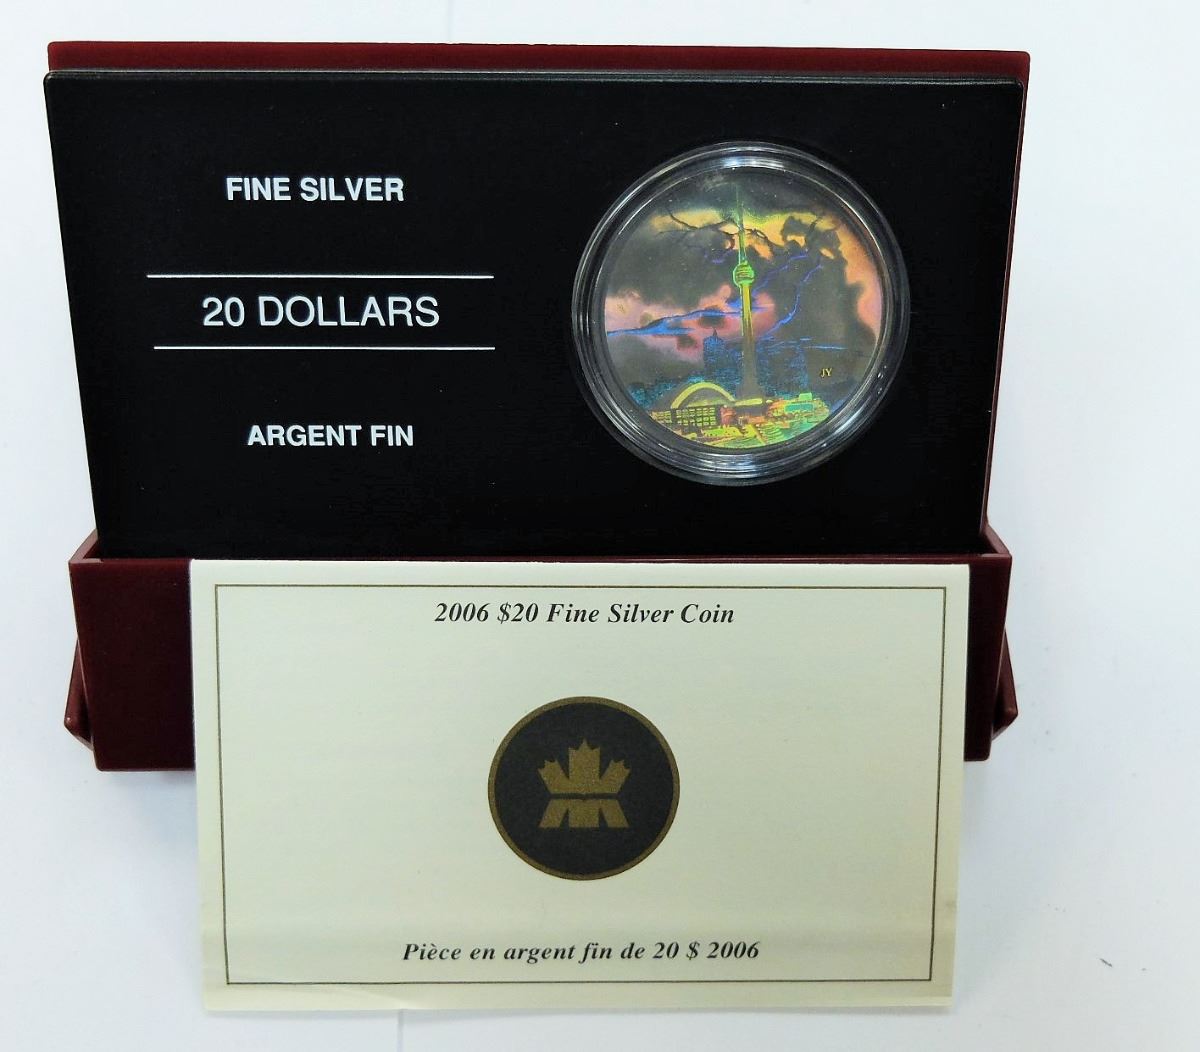 FINE SILVER
20 DOLLARS
ARGENT FIN
JY
2006 $20 Fine Silver Coin
Pièce en argent fin de 20 $ 2006